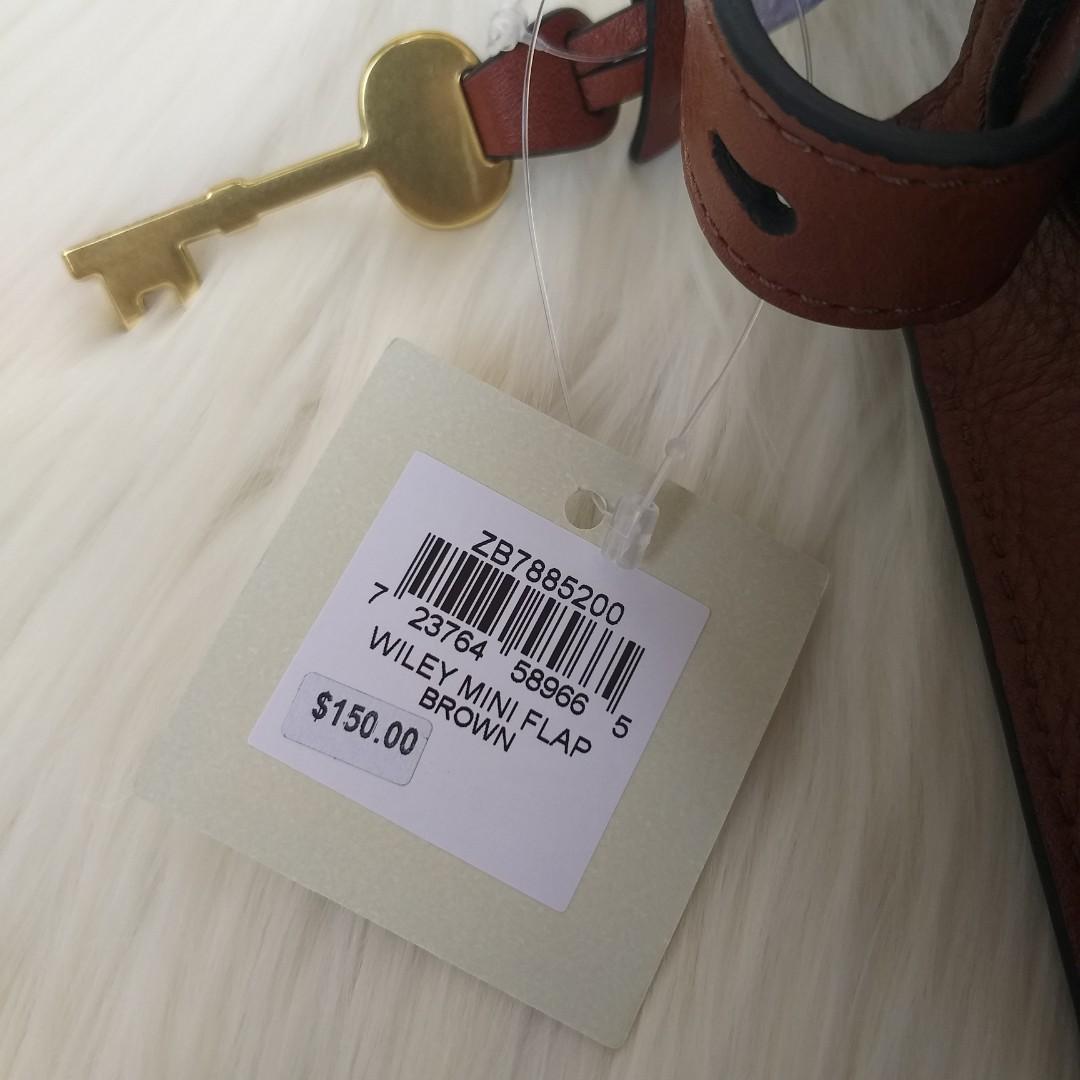 ZB7885200
7 23764 58966 5
WILEY MINI FLAP
BROWN
$150.00